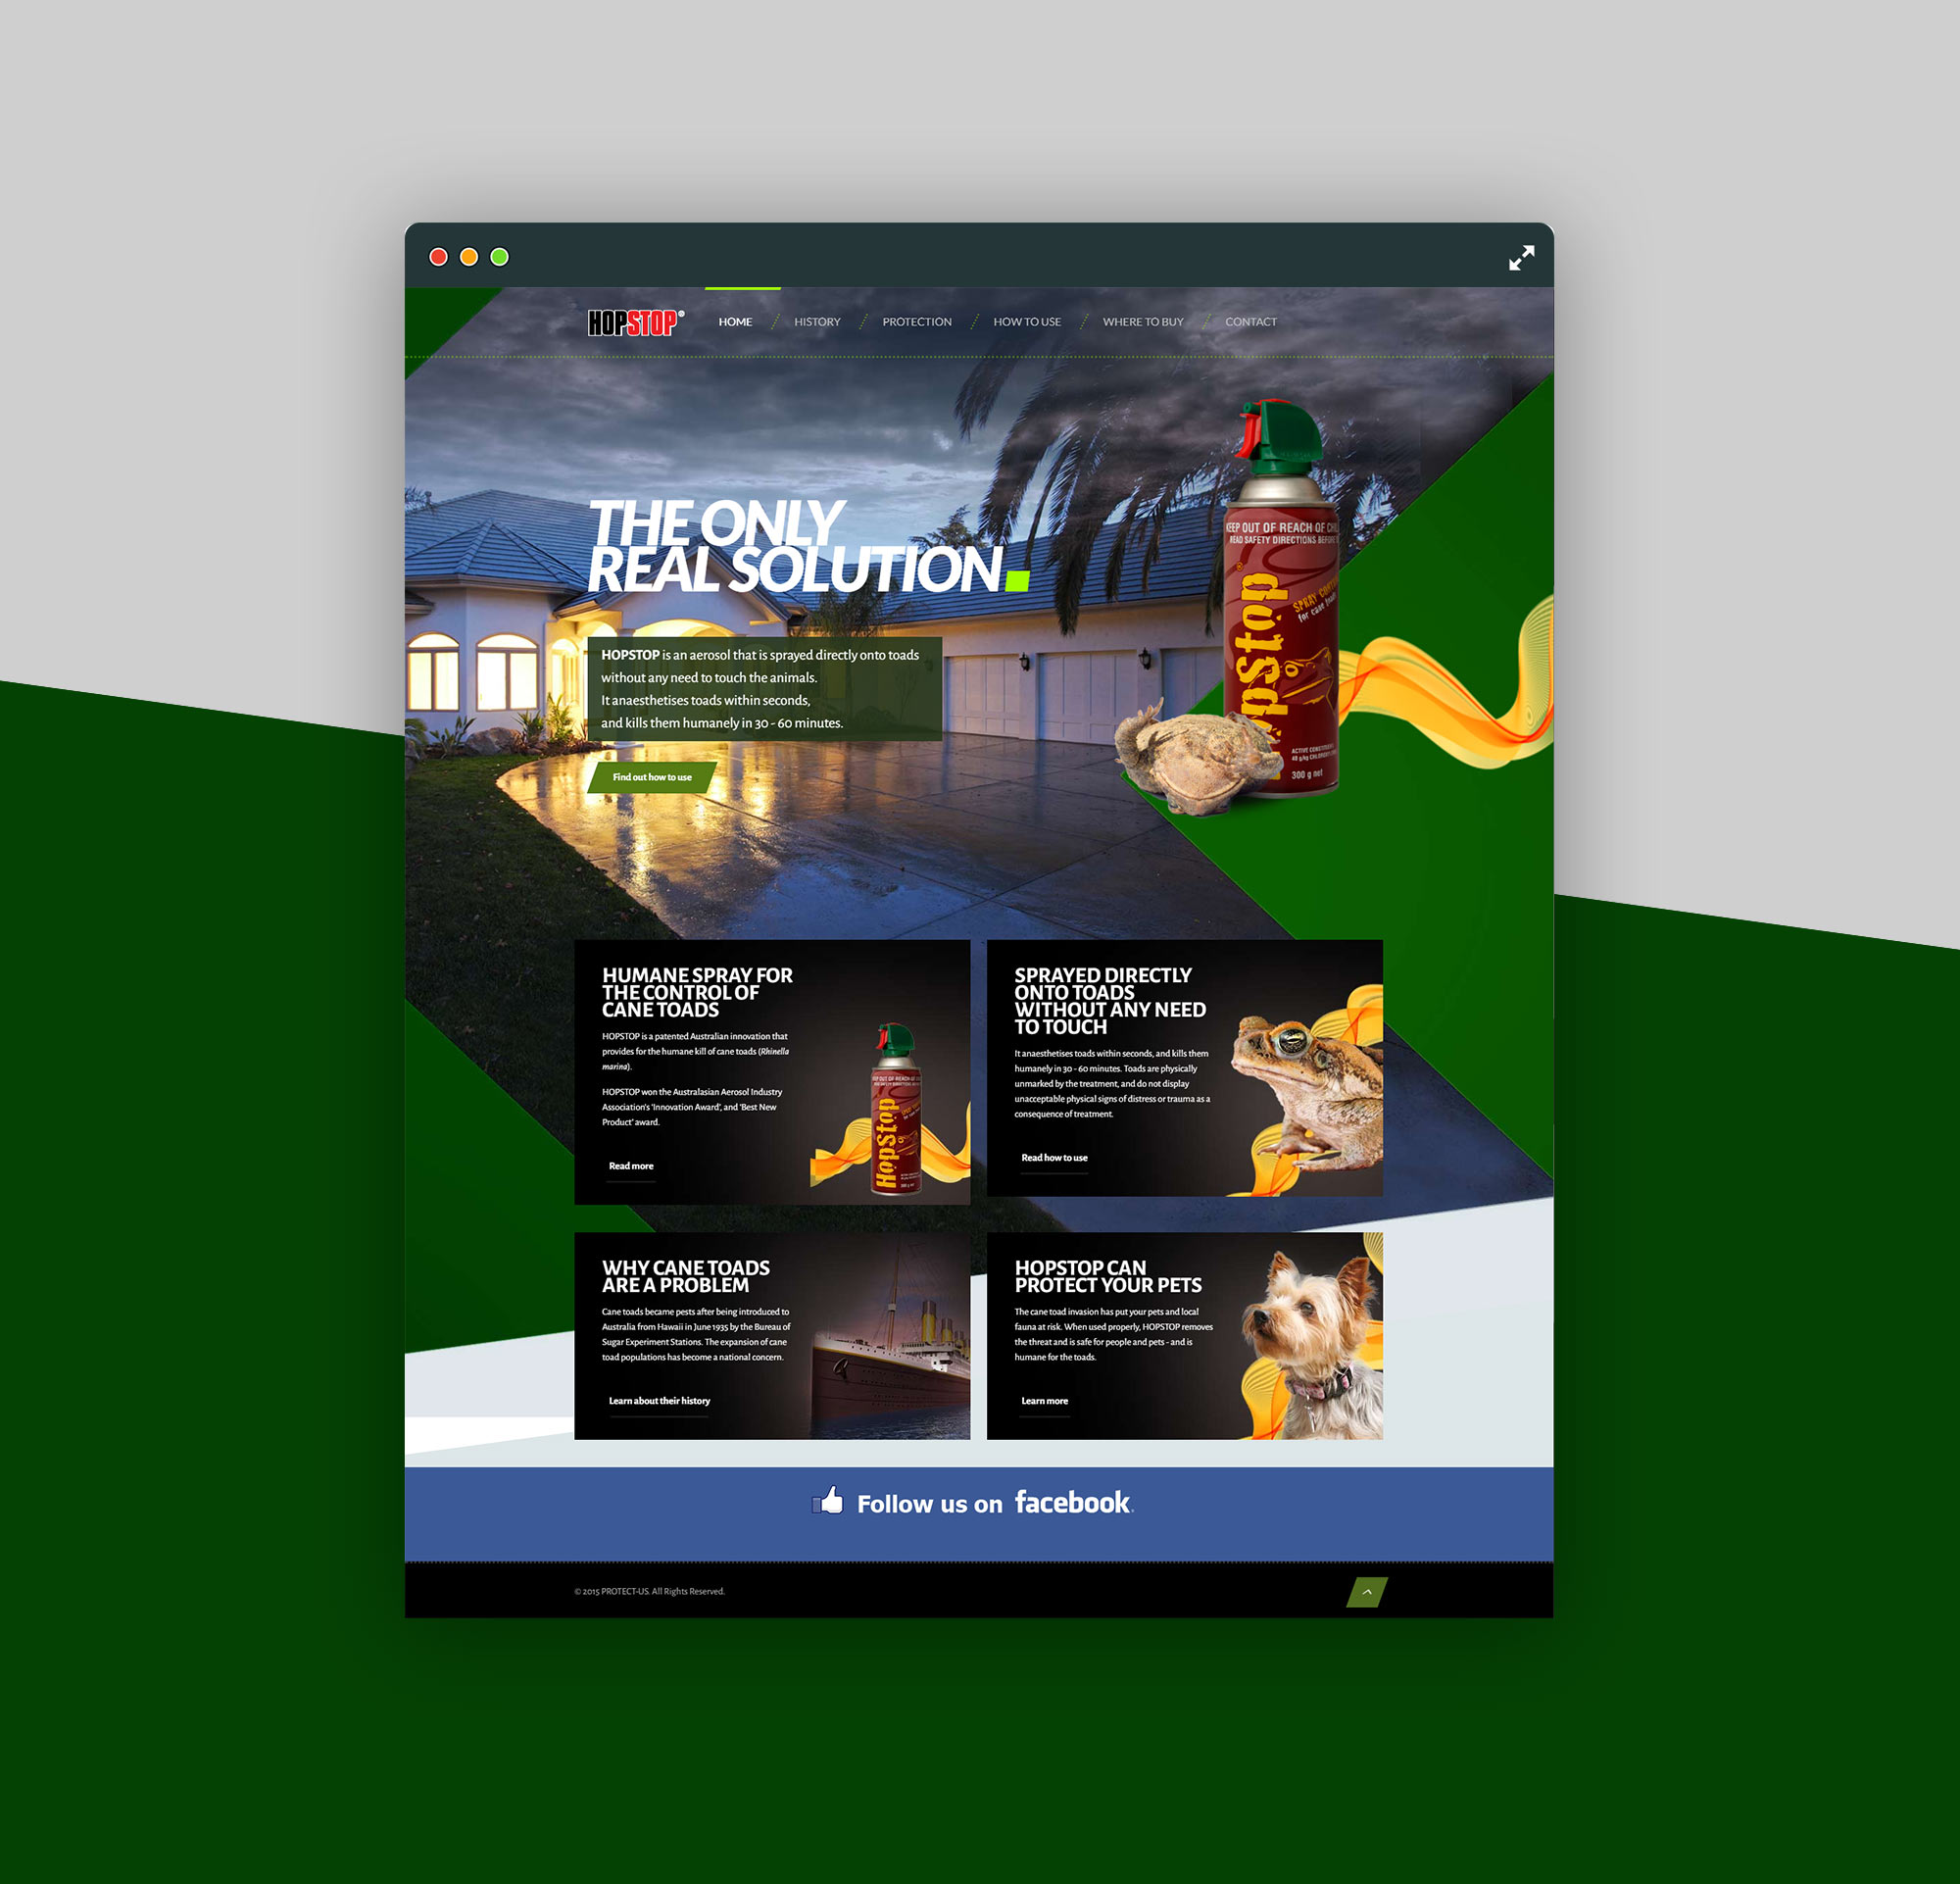 HOPSTOP®
HOME
HISTORY
PROTECTION
HOW TO USE
WHERE TO BUY
CONTACT
THE ONLY
REAL SOLUTION.
HOPSTOP is an aerosol that is sprayed directly onto toads
without any need to touch the animals.
It anaesthetises toads within seconds,
and kills them humanely in 30 - 60 minutes.
Find out how to use
KEEP OUT OF REACH OF
READ SAFETY DIRECTIONS BEFORE
SPRAY
for cane
ACTIVE
300 g net
HUMANE SPRAY FOR
THE CONTROL OF
CANE TOADS
HOPSTOP is a patented Australian innovation that
provides for the humane kill of cane toads (Rhinella
marina).
HOPSTOP won the Australasian Aerosol Industry
Association's 'Innovation Award', and 'Best New
Product' award.
Read more
HopStop
SPRAYED DIRECTLY
ONTO TOADS
WITHOUT ANY NEED
TO TOUCH
It anaesthetises toads within seconds, and kills them
humanely in 30 - 60 minutes. Toads are physically
unmarked by the treatment, and do not display
unacceptable physical signs of distress or trauma as a
consequence of treatment.
Read how to use
WHY CANE TOADS
ARE A PROBLEM
Cane toads became pests after being introduced to
Australia from Hawaii in June 1935 by the Bureau of
Sugar Experiment Stations. The expansion of cane
toad populations has become a national concern.
Learn about their history
HOPSTOP CAN
PROTECT YOUR PETS
The cane toad invasion has put your pets and local
fauna at risk. When used properly, HOPSTOP removes
the threat and is safe for people and pets - and is
humane for the toads.
Learn more
Follow us on facebook.
© 2015 PROTECT-US. All Rights Reserved.